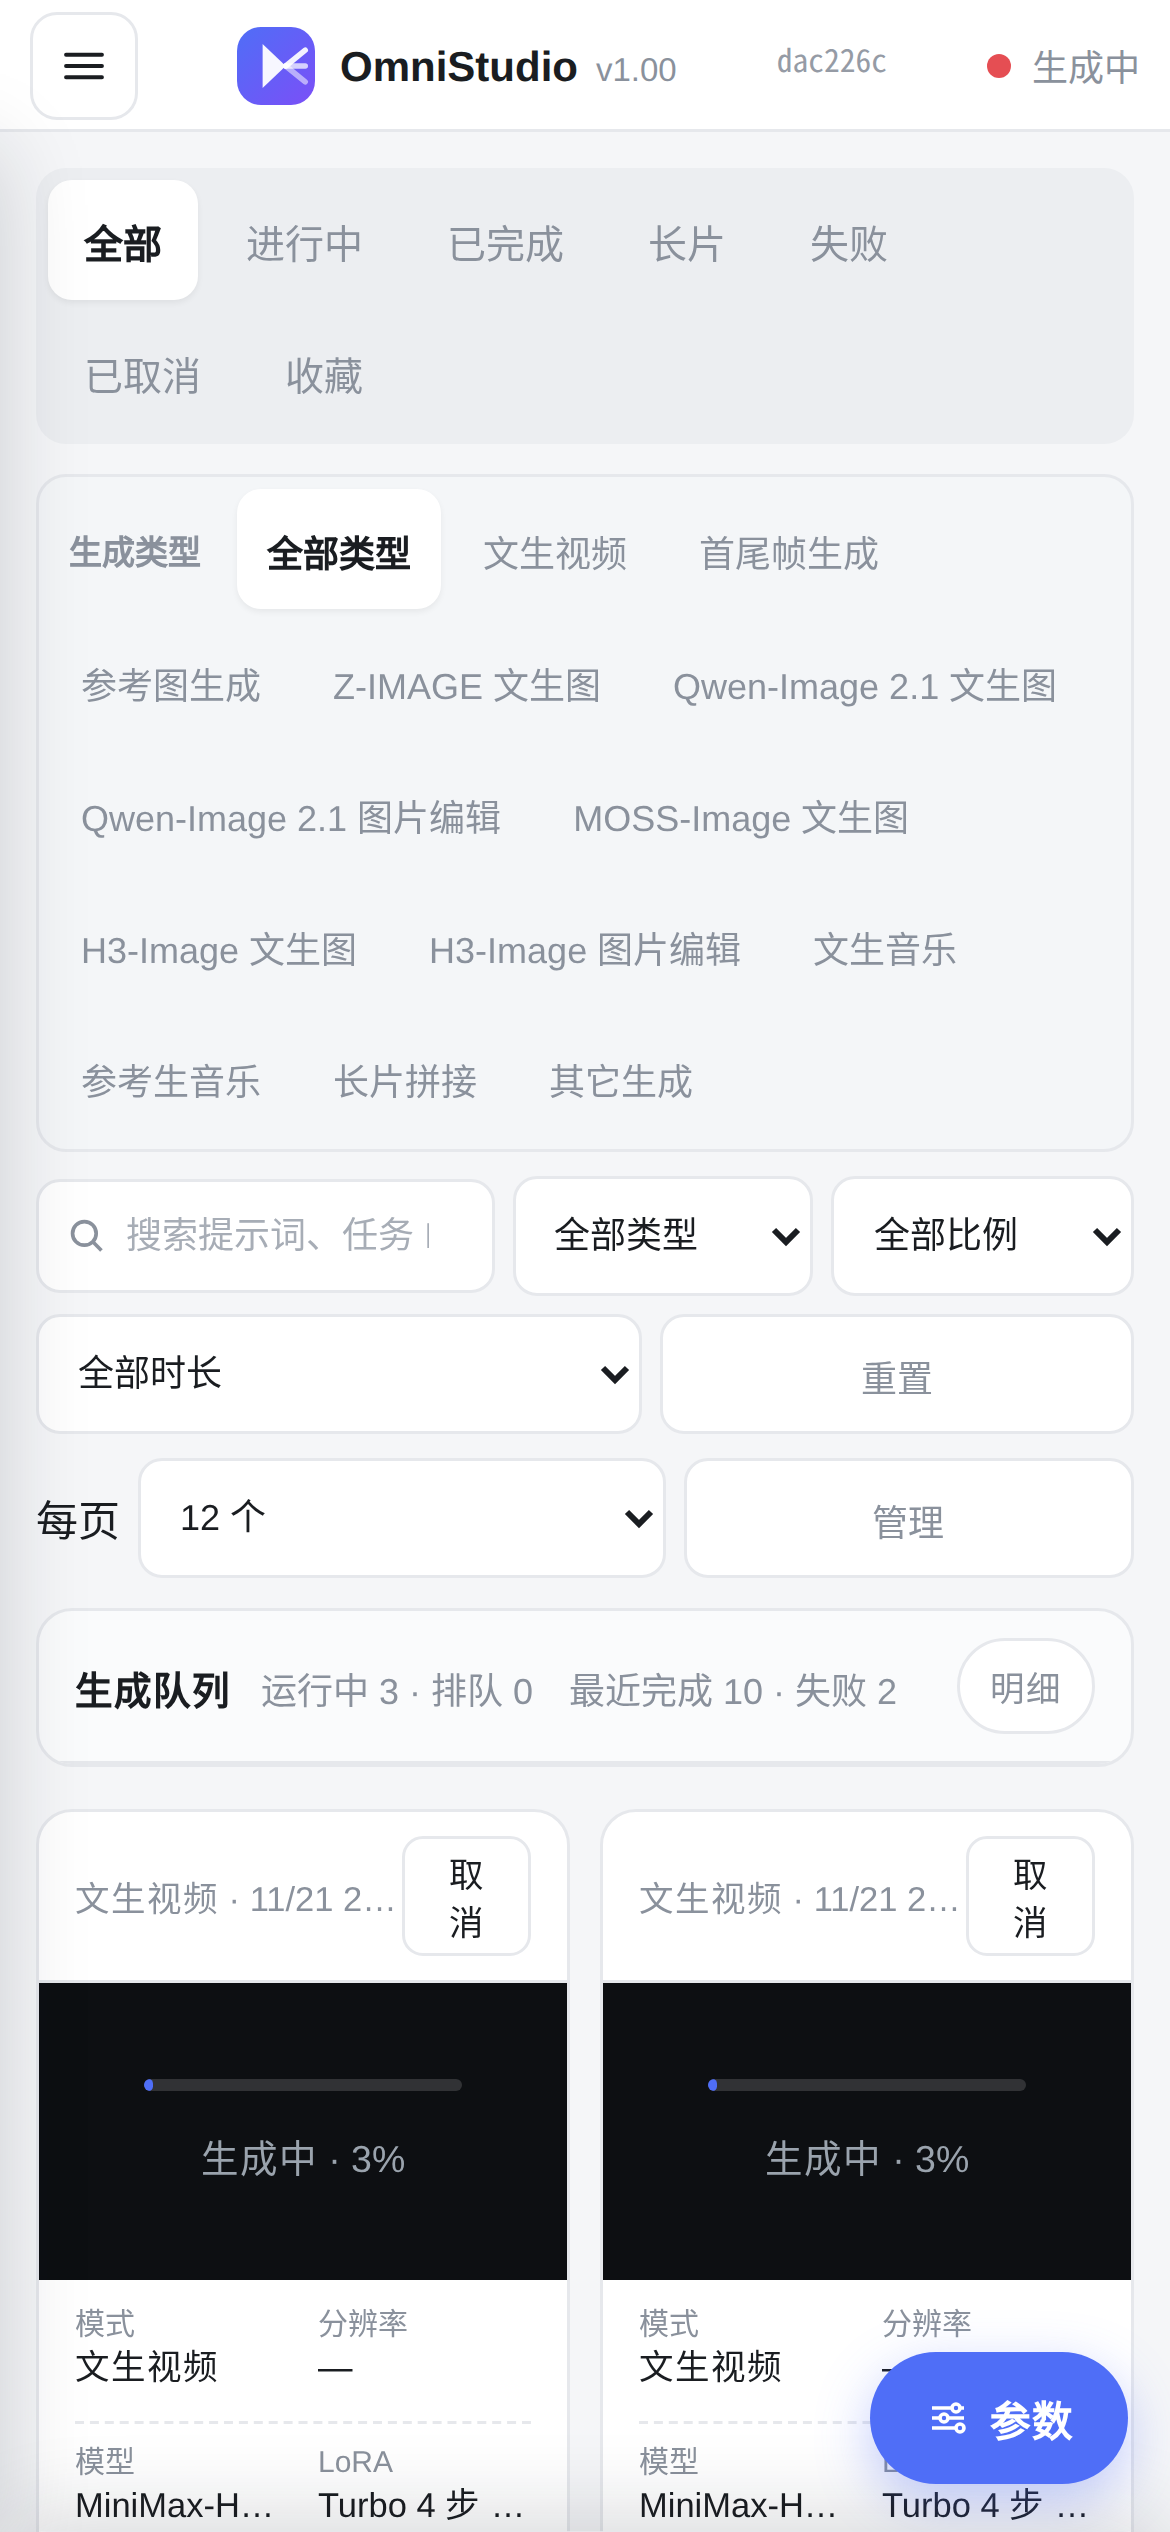 OmniStudio v1.00 dac226c 生成中
全部 进行中 已完成 长片 失败
已取消 收藏
生成类型 全部类型 文生视频 首尾帧生成
参考图生成 Z-IMAGE 文生图 Qwen-Image 2.1 文生图
Qwen-Image 2.1 图片编辑 MOSS-Image 文生图
H3-Image 文生图 H3-Image 图片编辑 文生音乐
参考生音乐 长片拼接 其它生成
搜索提示词、任务 全部类型 全部比例
全部时长 重置
每页 12 个 管理
生成队列 运行中 3 · 排队 0 最近完成 10 · 失败 2 明细
文生视频 · 11/21 2… 取消
文生视频 · 11/21 2… 取消
生成中 · 3% 生成中 · 3%
模式 分辨率 模式 分辨率
文生视频 — 文生视频
参数
模型 LoRA 模型
MiniMax-H… Turbo 4 步 … MiniMax-H… Turbo 4 步 …